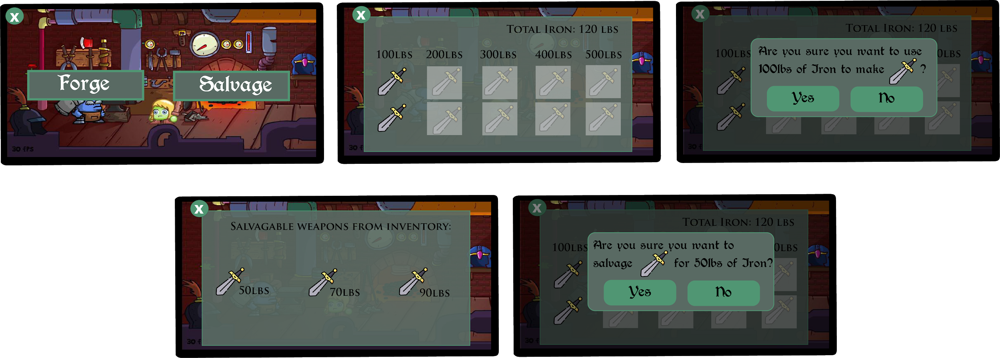 X
Forge
Salvage
30 fps
X
Total Iron: 120 lbs
100lbs 200lbs 300lbs 400lbs 500lbs
30 f
X
Total Iron: 120 lbs
100lbs 0lbs
Are you sure you want to use
100lbs of Iron to make ?
Yes No
30 f
X
Salvagable weapons from inventory:
50lbs 70lbs 90lbs
30 f
X
Total Iron: 120 lbs
100lbs 0lbs
Are you sure you want to
salvage for 50lbs of Iron?
Yes No
30 f